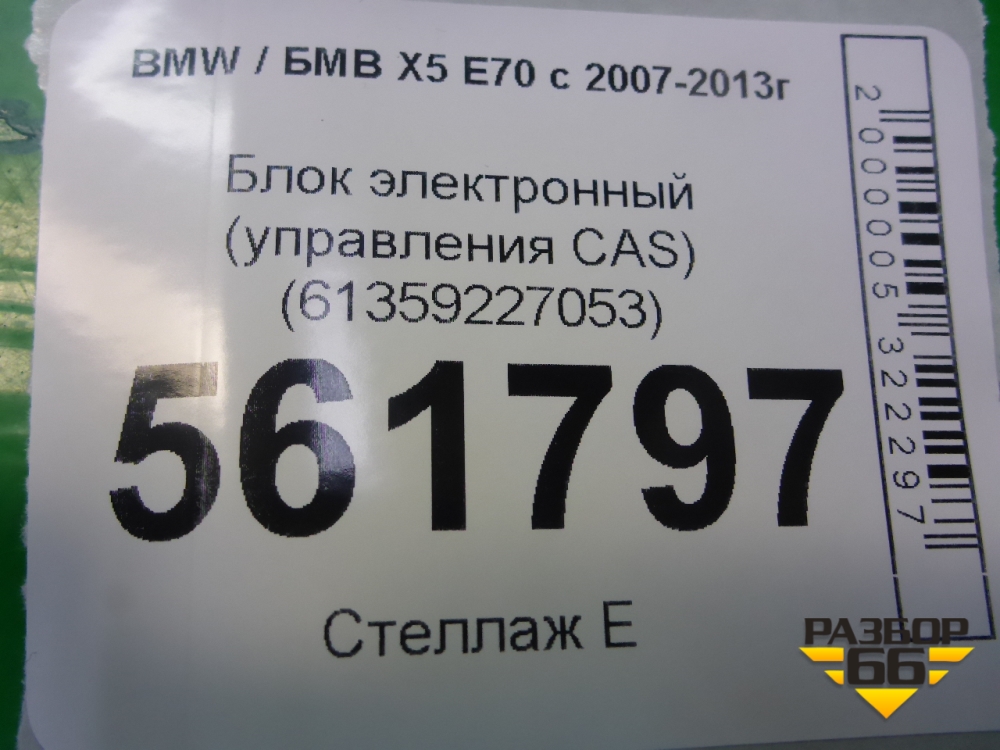 BMW / БМВ X5 E70 с 2007-2013г
Блок электронный
(управления CAS)
(61359227053)
561797
Стеллаж E
2000005322297
РАЗБОР
66